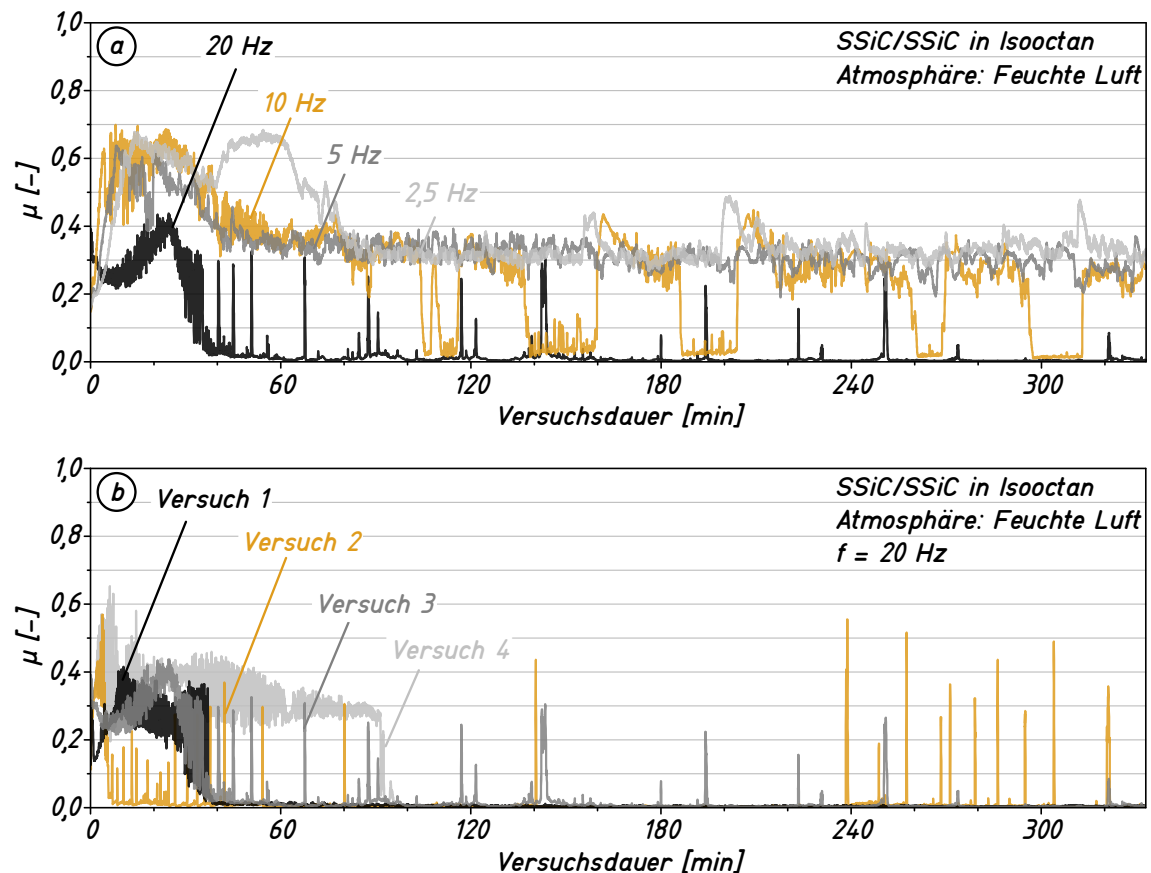 1,0
a
20 Hz
SSiC/SSiC in Isooctan
Atmosphäre: Feuchte Luft
0,8
10 Hz
0,6
5 Hz
2,5 Hz
µ [-]
0,4
0,2
0,0
0 60 120 180 240 300
Versuchsdauer [min]
1,0
b
Versuch 1
SSiC/SSiC in Isooctan
Atmosphäre: Feuchte Luft
f = 20 Hz
0,8
Versuch 2
0,6
Versuch 3
Versuch 4
µ [-]
0,4
0,2
0,0
0 60 120 180 240 300
Versuchsdauer [min]